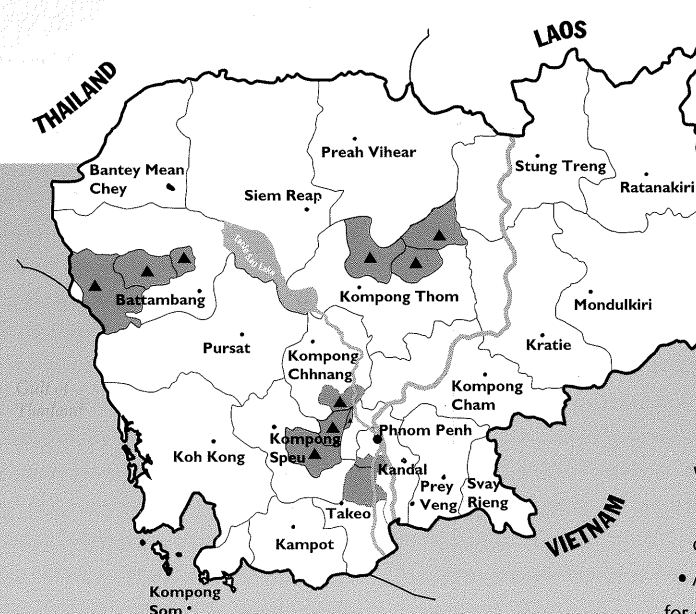 LAOS
THAILAND
Preah Vihear
Stung Treng
Bantey Mean
Chey
Ratanakiri
Siem Reap
Kompong Thom
Battambang
Mondulkiri
Pursat
Kratie
Kompong
Chhnang
Kompong
Cham
Phnom Penh
Kompong
Speu
Koh Kong
Kandal
Prey
Veng
Svay
Rieng
Takeo
VIETNAM
Kampot
Kompong
Som